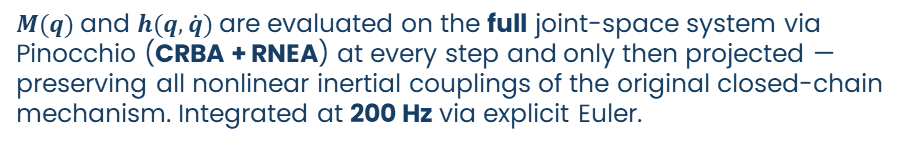 M(q) and h(q, q̇) are evaluated on the full joint-space system via
Pinocchio (CRBA + RNEA) at every step and only then projected —
preserving all nonlinear inertial couplings of the original closed-chain
mechanism. Integrated at 200 Hz via explicit Euler.